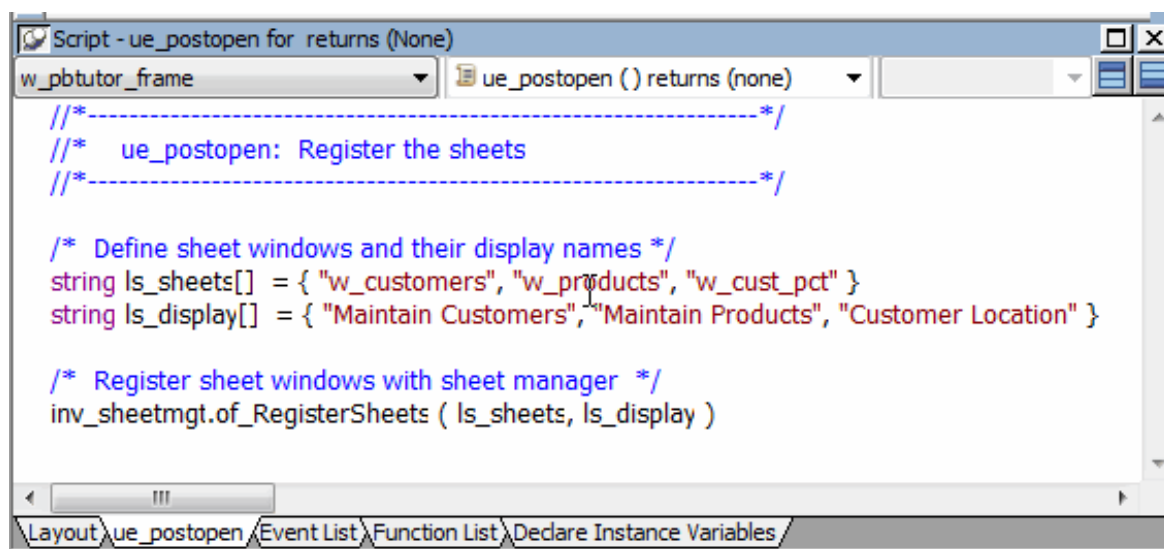 Script - ue_postopen for returns (None)
w_pbtutor_frame ue_postopen ( ) returns (none)
//*-----------------------------------------------------------------*/
//* ue_postopen: Register the sheets
//*-----------------------------------------------------------------*/
/* Define sheet windows and their display names */
string ls_sheets[] = { "w_customers", "w_products", "w_cust_pct" }
string ls_display[] = { "Maintain Customers", "Maintain Products", "Customer Location" }
/* Register sheet windows with sheet manager */
inv_sheetmgt.of_RegisterSheets ( ls_sheets, ls_display )
Layout ue_postopen Event List Function List Declare Instance Variables